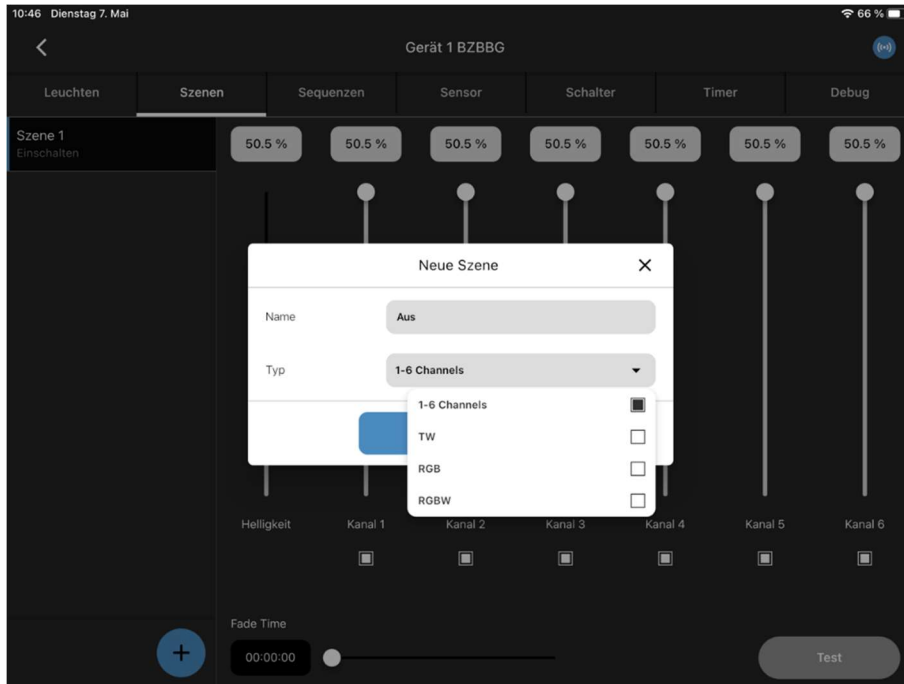 10:46 Dienstag 7. Mai 66 %
Gerät 1 BZBBG
Leuchten Szenen Sequenzen Sensor Schalter Timer Debug
Szene 1
Einschalten
50.5 % 50.5 % 50.5 % 50.5 % 50.5 % 50.5 % 50.5 %
Neue Szene
Name Aus
Typ 1-6 Channels
1-6 Channels
TW
RGB
RGBW
Helligkeit Kanal 1 Kanal 2 Kanal 3 Kanal 4 Kanal 5 Kanal 6
Fade Time
00:00:00
Test